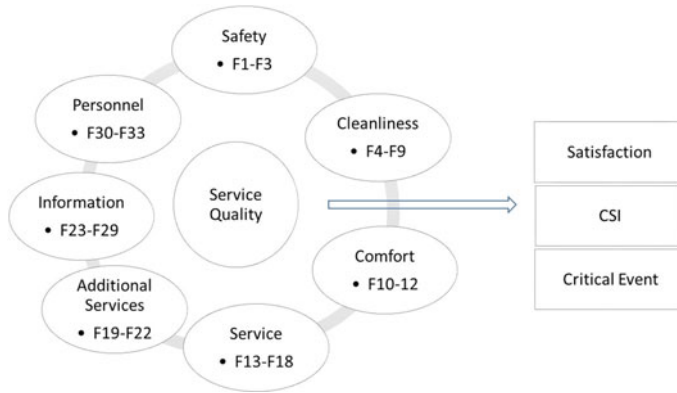 Safety
• F1-F3
Personnel
• F30-F33
Cleanliness
• F4-F9
Information
• F23-F29
Service
Quality
Satisfaction
CSI
Critical Event
Comfort
• F10-12
Additional
Services
• F19-F22
Service
• F13-F18